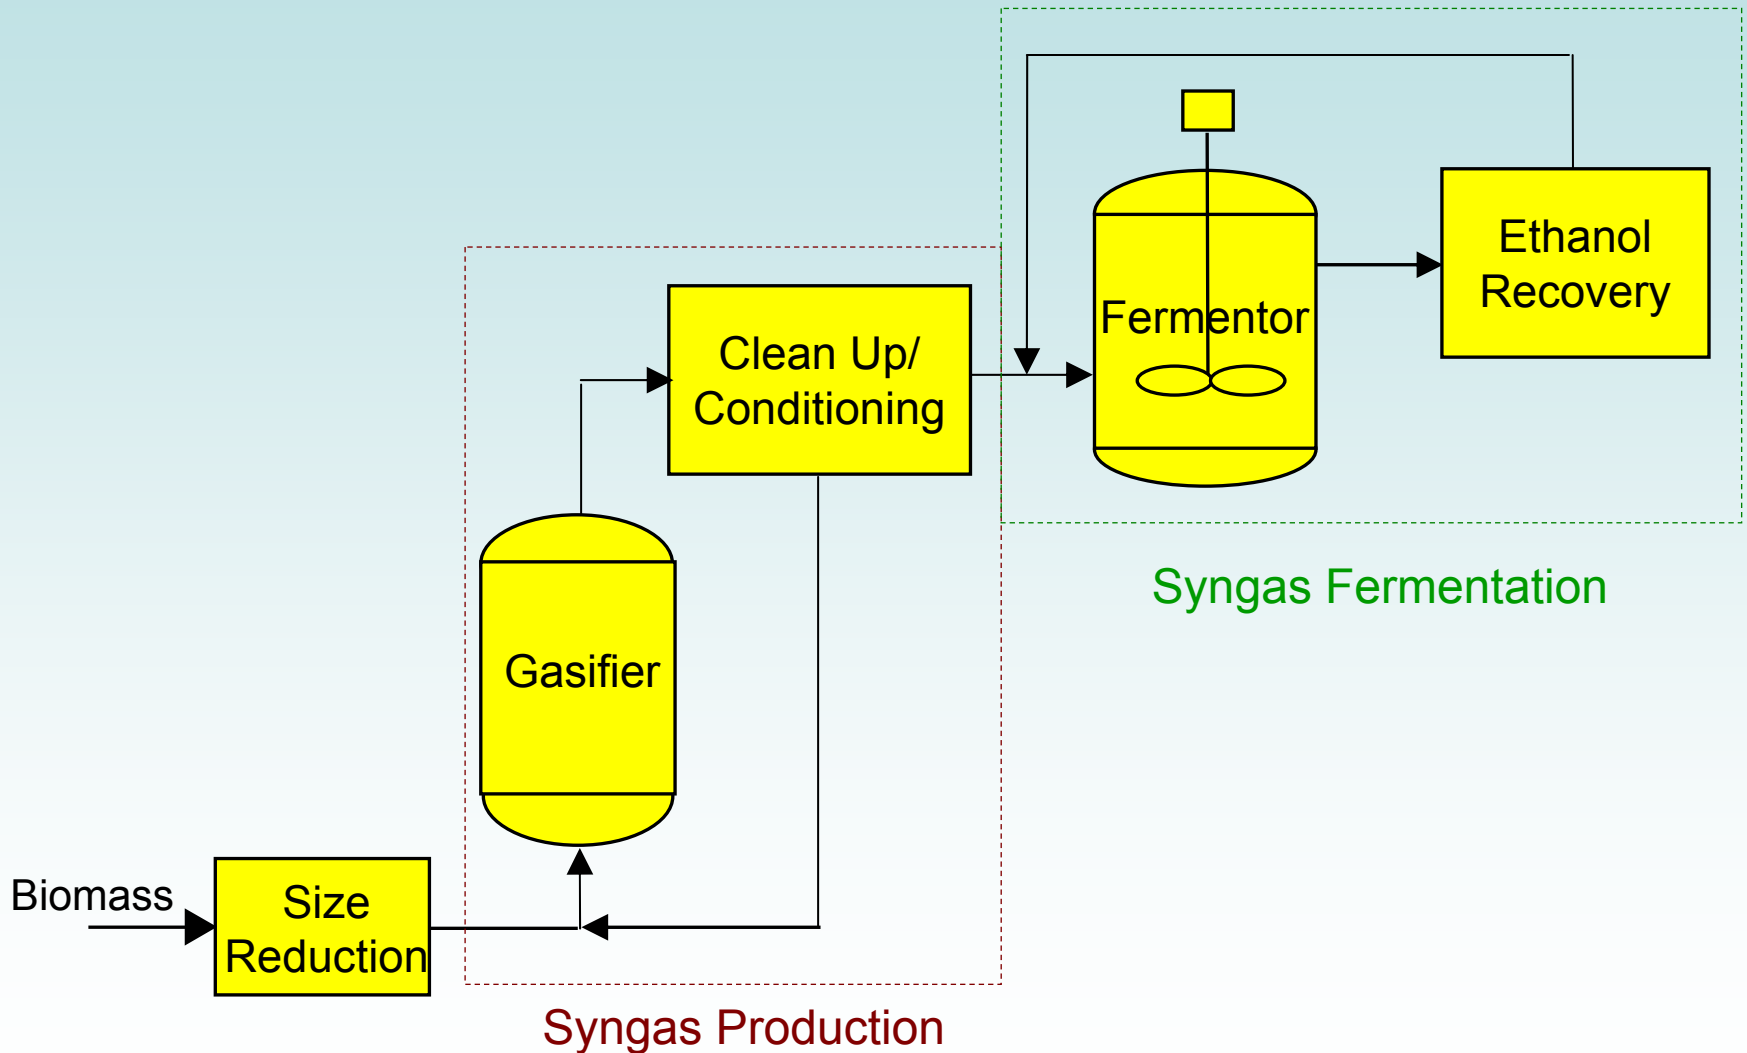 Biomass
Size
Reduction
Gasifier
Clean Up/
Conditioning
Syngas Production
Fermentor
Ethanol
Recovery
Syngas Fermentation